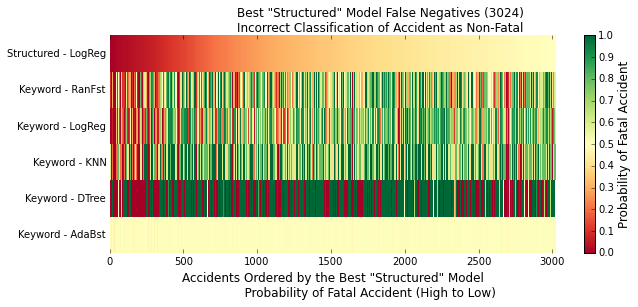 Best "Structured" Model False Negatives (3024)
Incorrect Classification of Accident as Non-Fatal
Structured - LogReg
Keyword - RanFst
Keyword - LogReg
Keyword - KNN
Keyword - DTree
Keyword - AdaBst
0 500 1000 1500 2000 2500 3000
Accidents Ordered by the Best "Structured" Model
Probability of Fatal Accident (High to Low)
1.0
0.9
0.8
0.7
0.6
0.5
0.4
0.3
0.2
0.1
0.0
Probability of Fatal Accident